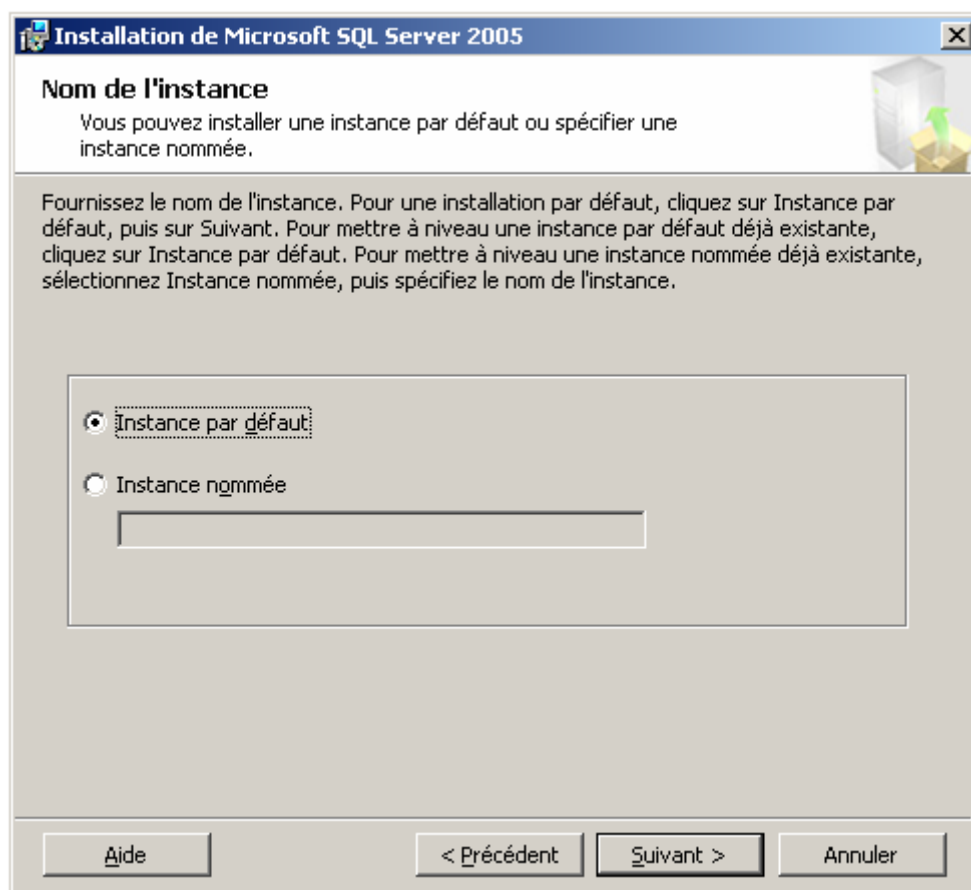 Installation de Microsoft SQL Server 2005
Nom de l'instance
Vous pouvez installer une instance par défaut ou spécifier une
instance nommée.
Fournissez le nom de l'instance. Pour une installation par défaut, cliquez sur Instance par
défaut, puis sur Suivant. Pour mettre à niveau une instance par défaut déjà existante,
cliquez sur Instance par défaut. Pour mettre à niveau une instance nommée déjà existante,
sélectionnez Instance nommée, puis spécifiez le nom de l'instance.
Instance par défaut
Instance nommée
Aide
< Précédent
Suivant >
Annuler